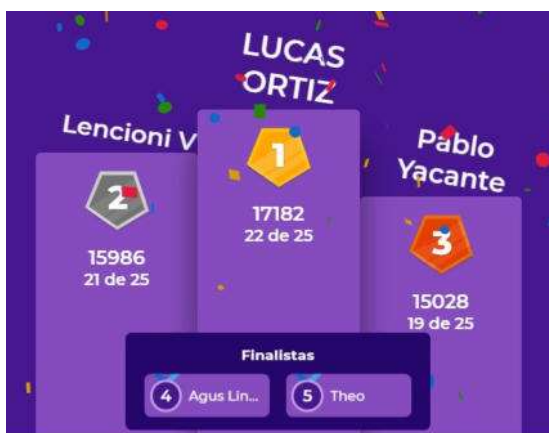 LUCAS
ORTIZ
1
17182
22 de 25
Lencioni V
2
15986
21 de 25
Pablo
Yacante
3
15028
19 de 25
Finalistas
4 Agus Lin...
5 Theo